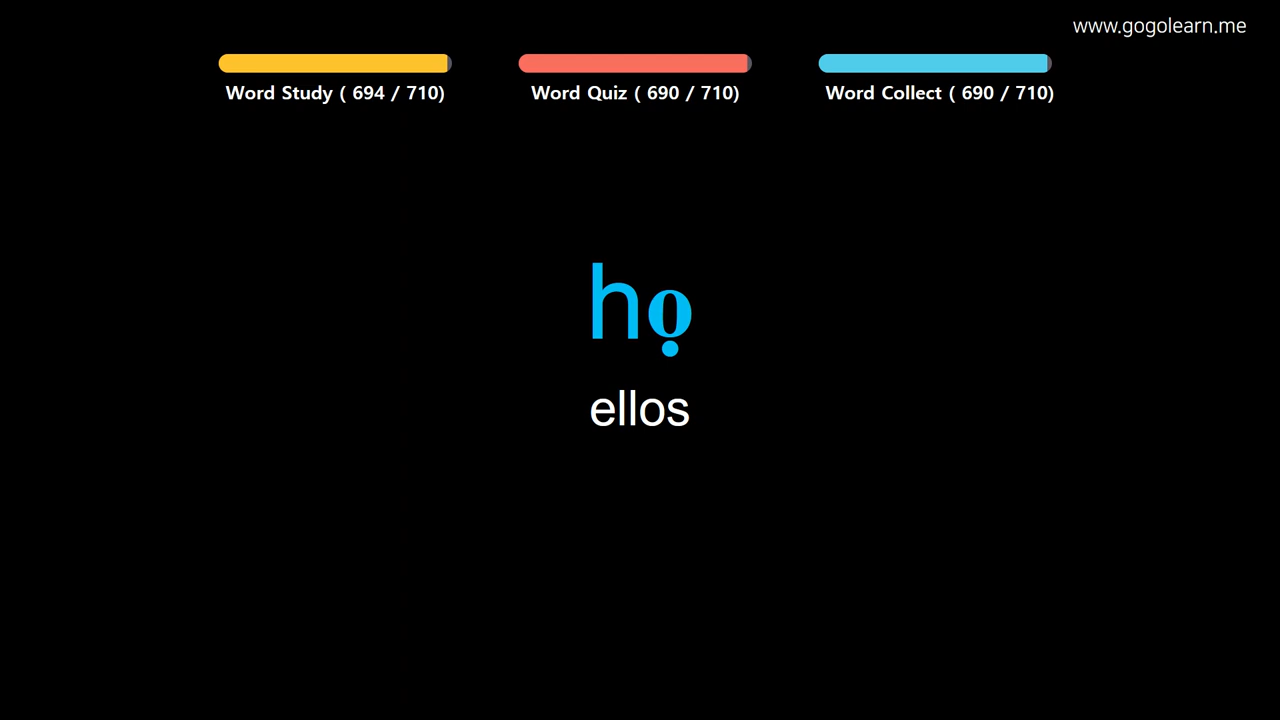 www.gogolearn.me
Word Study ( 694 / 710)
Word Quiz ( 690 / 710)
Word Collect ( 690 / 710)
họ
ellos